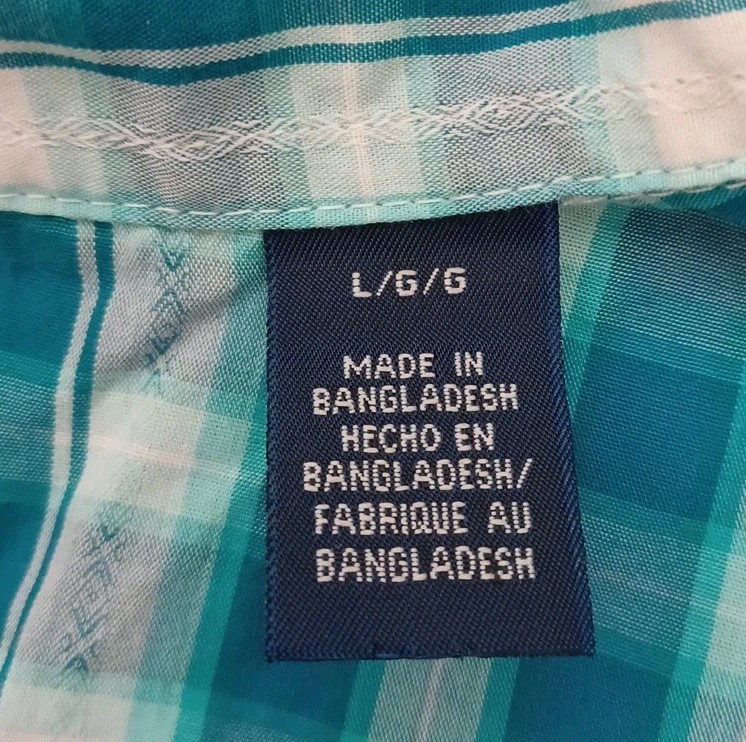 L/G/G
MADE IN
BANGLADESH
HECHO EN
BANGLADESH/
FABRIQUE AU
BANGLADESH